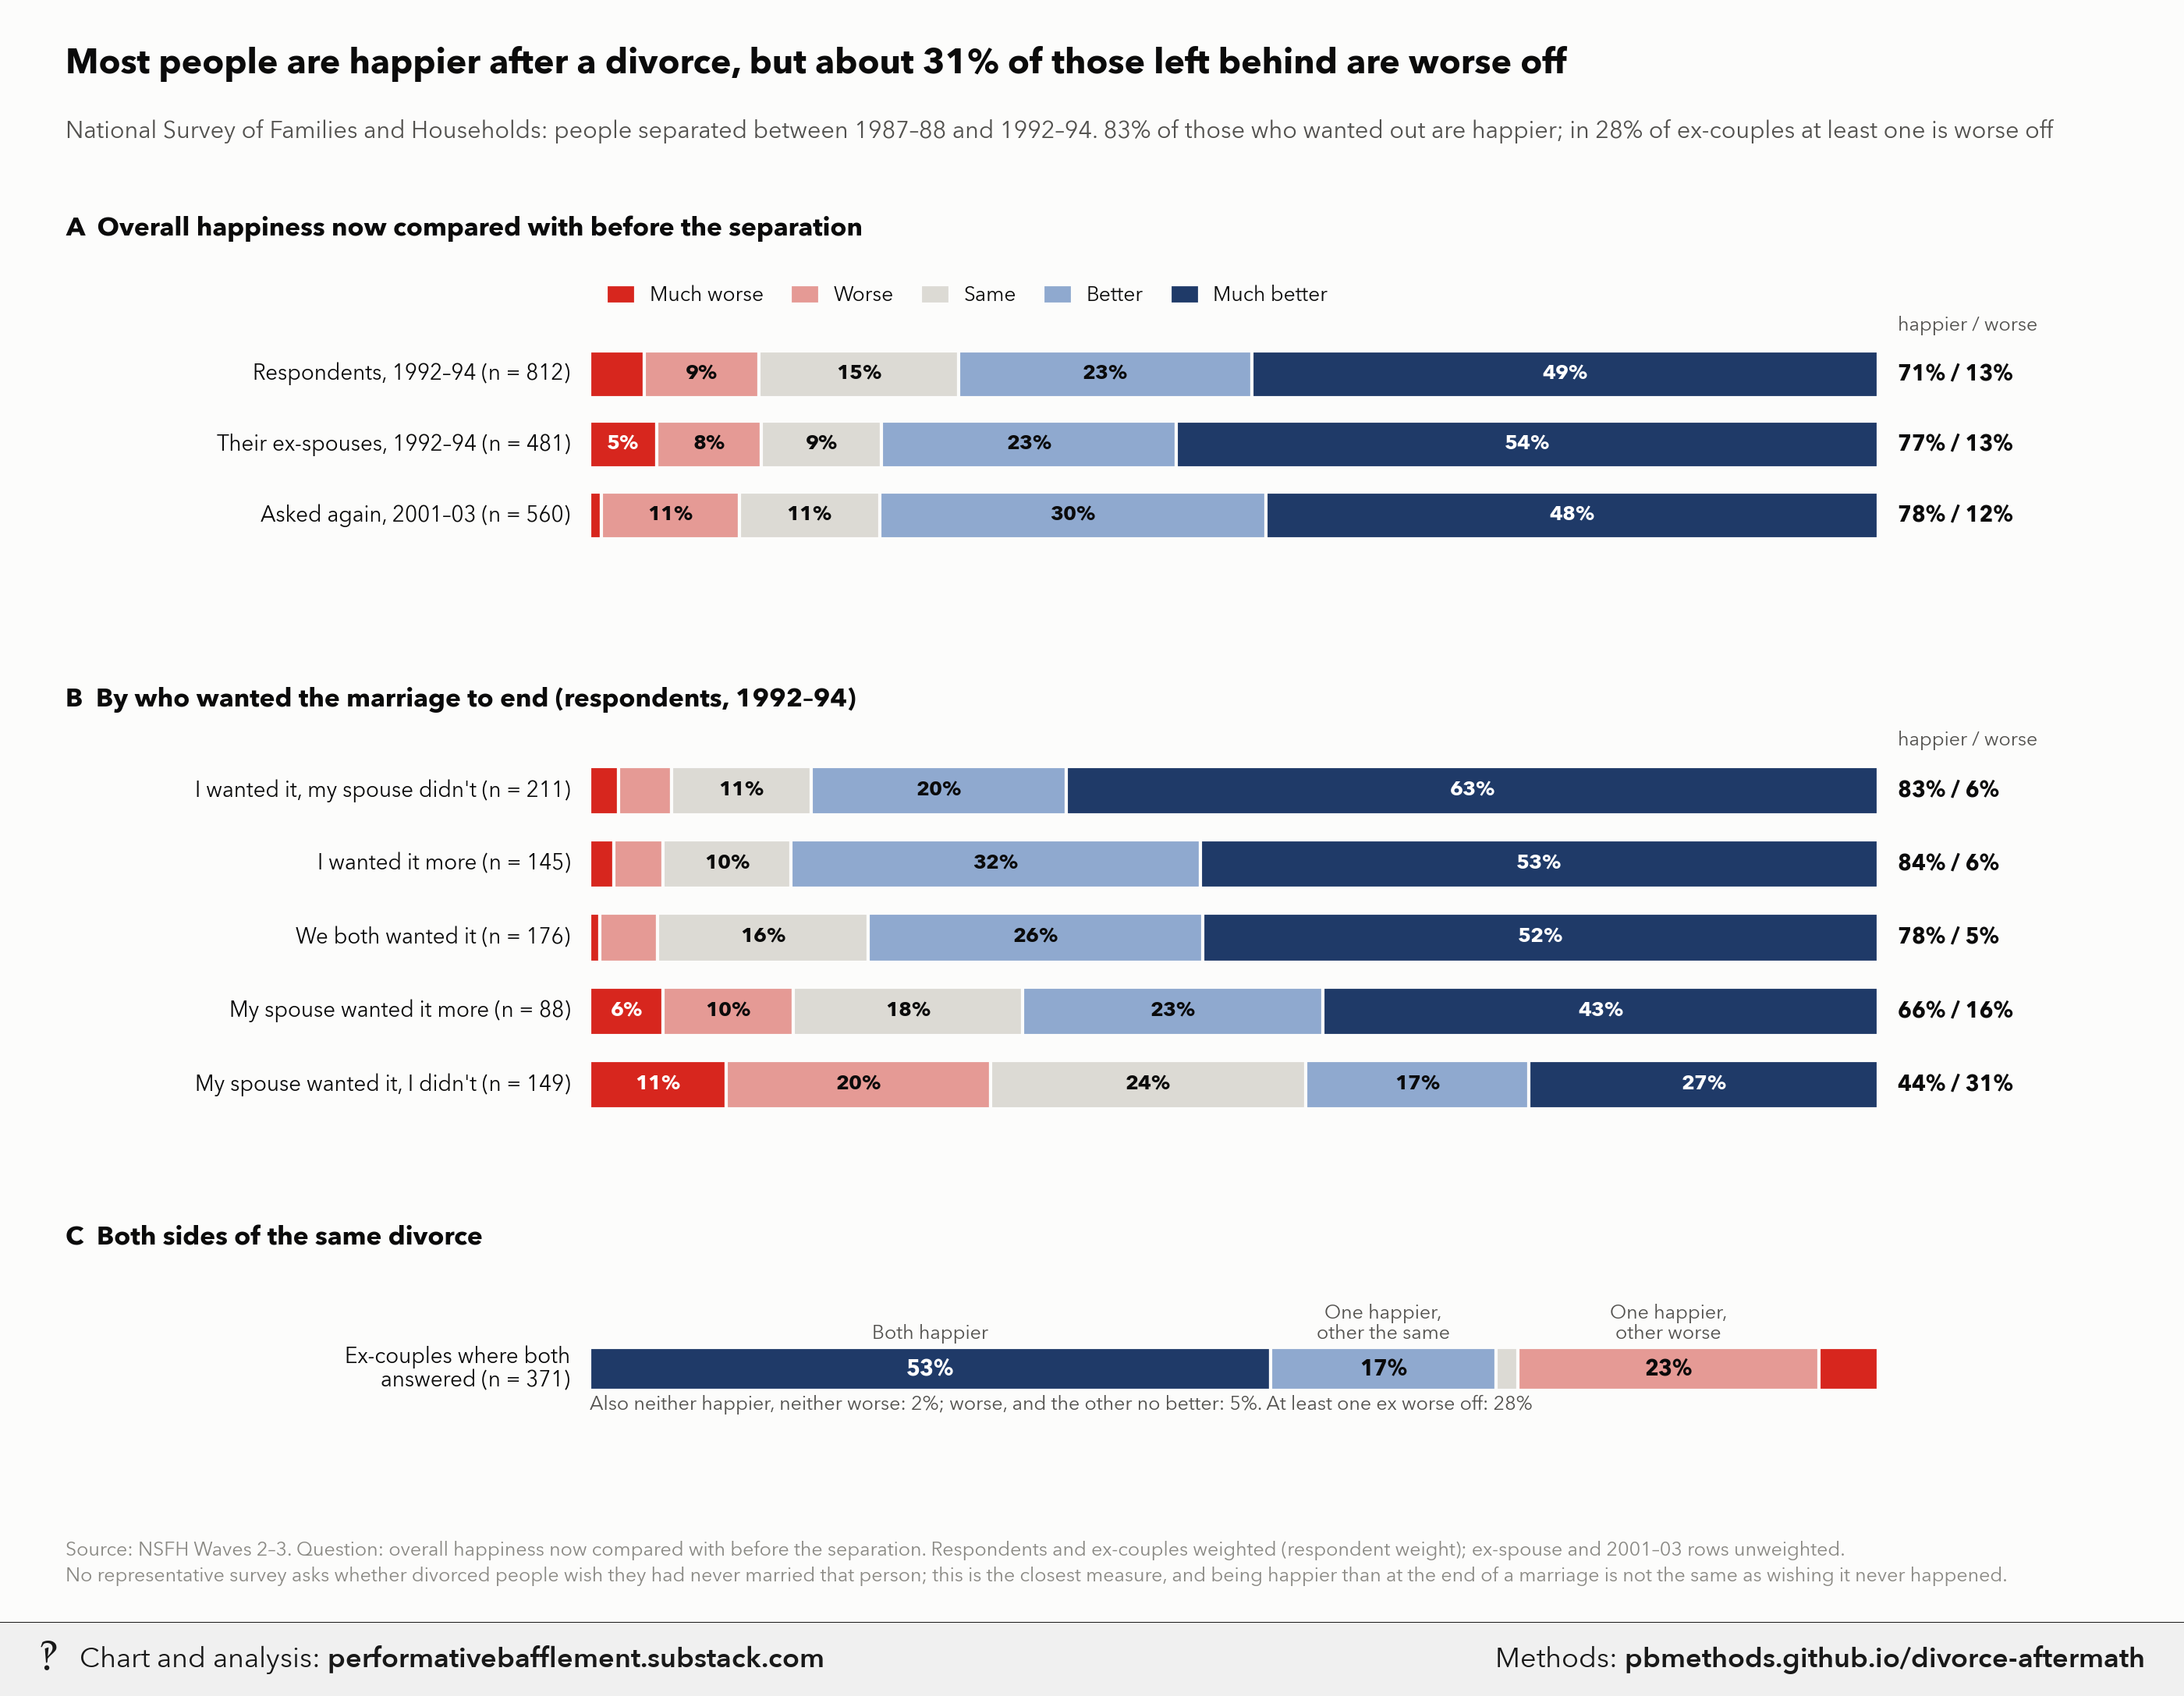 Most people are happier after a divorce, but about 31% of those left behind are worse off
National Survey of Families and Households: people separated between 1987–88 and 1992–94. 83% of those who wanted out are happier; in 28% of ex-couples at least one is worse off
A Overall happiness now compared with before the separation
Much worse Worse Same Better Much better
happier / worse
Respondents, 1992–94 (n = 812) 9% 15% 23% 49% 71% / 13%
Their ex-spouses, 1992–94 (n = 481) 5% 8% 9% 23% 54% 77% / 13%
Asked again, 2001–03 (n = 560) 11% 11% 30% 48% 78% / 12%
B By who wanted the marriage to end (respondents, 1992–94)
happier / worse
I wanted it, my spouse didn't (n = 211) 11% 20% 63% 83% / 6%
I wanted it more (n = 145) 10% 32% 53% 84% / 6%
We both wanted it (n = 176) 16% 26% 52% 78% / 5%
My spouse wanted it more (n = 88) 6% 10% 18% 23% 43% 66% / 16%
My spouse wanted it, I didn't (n = 149) 11% 20% 24% 17% 27% 44% / 31%
C Both sides of the same divorce
Both happier
One happier,
other the same
One happier,
other worse
Ex-couples where both
answered (n = 371)
53% 17% 23%
Also neither happier, neither worse: 2%; worse, and the other no better: 5%. At least one ex worse off: 28%
Source: NSFH Waves 2–3. Question: overall happiness now compared with before the separation. Respondents and ex-couples weighted (respondent weight); ex-spouse and 2001–03 rows unweighted.
No representative survey asks whether divorced people wish they had never married that person; this is the closest measure, and being happier than at the end of a marriage is not the same as wishing it never happened.
‽ Chart and analysis: performativebafflement.substack.com
Methods: pbmethods.github.io/divorce-aftermath